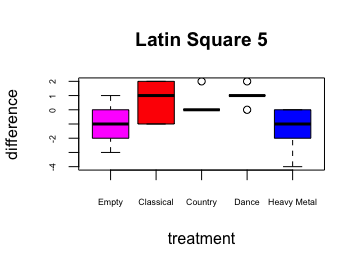 Latin Square 5
difference
2
1
0
-2
-4
Empty Classical Country Dance Heavy Metal
treatment